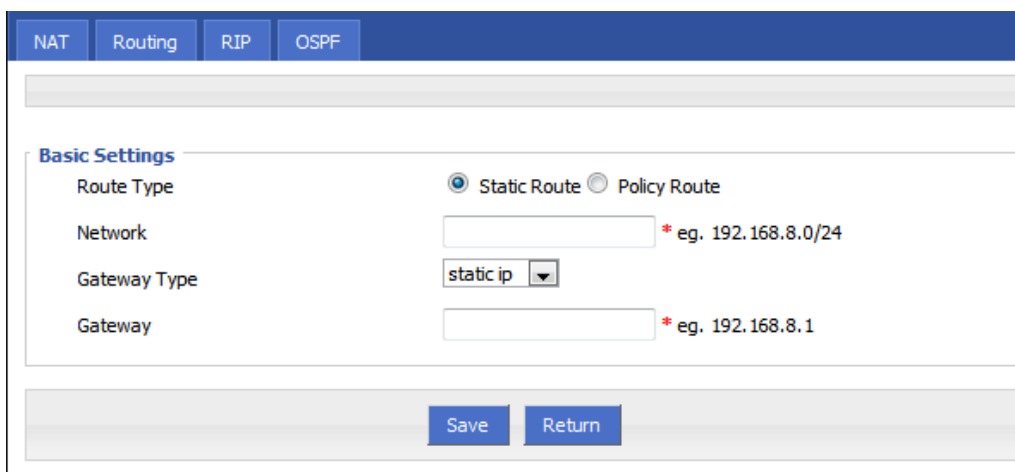 NAT Routing RIP OSPF
Basic Settings
Route Type Static Route Policy Route
Network * eg. 192.168.8.0/24
Gateway Type static ip
Gateway * eg. 192.168.8.1
Save Return